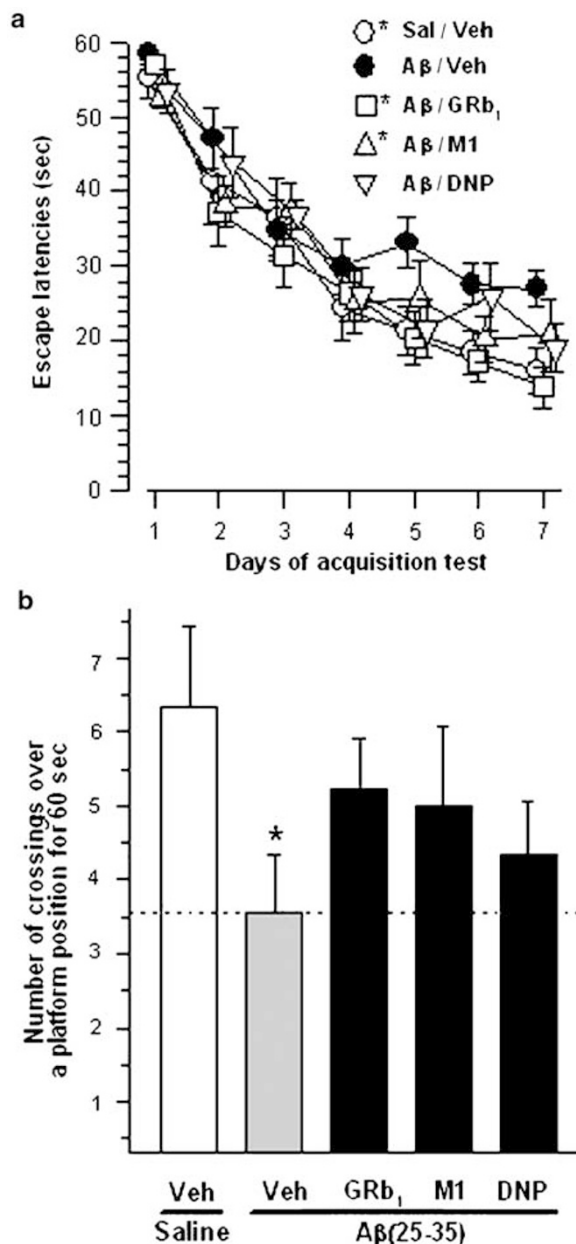 a
* Sal / Veh
Aβ/Veh
* Aβ/GRb₁
* Aβ/M1
Aβ/DNP
60
50
40
30
20
10
0
Escape latencies (sec)
1 2 3 4 5 6 7
Days of acquisition test
b
7
6
5
4
3
2
1
Number of crossings over
a platform position for 60 sec
*
Veh Veh GRb₁ M1 DNP
Saline Aβ(25-35)